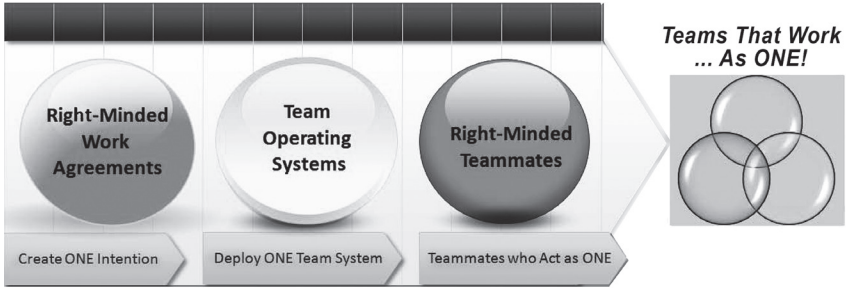 Teams That Work
... As ONE!
Right-Minded
Work
Agreements
Team
Operating
Systems
Right-Minded
Teammates
Create ONE Intention
Deploy ONE Team System
Teammates who Act as ONE